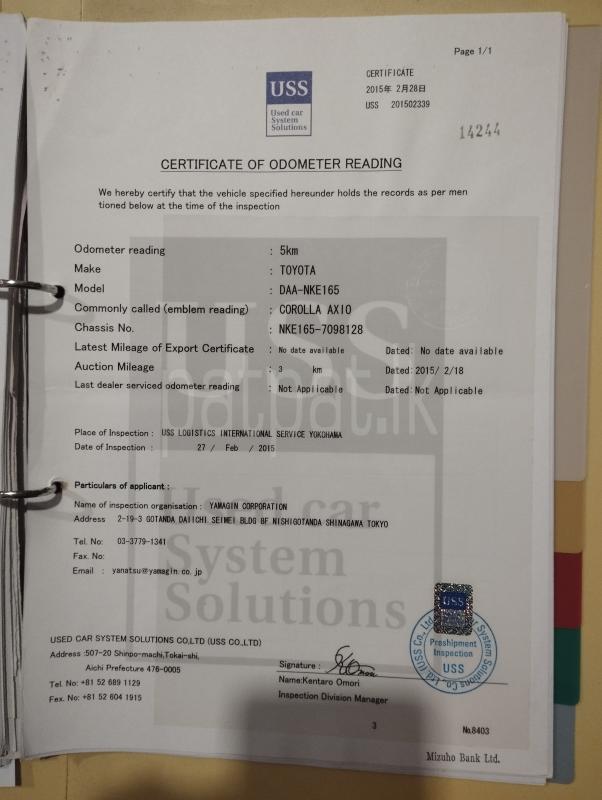 Page 1/1
USS
Used car
System
Solutions
CERTIFICATE
2015年 2月28日
USS 201502339
14244
CERTIFICATE OF ODOMETER READING
We hereby certify that the vehicle specified hereunder holds the records as per men
tioned below at the time of the inspection
Odometer reading : 5km
Make : TOYOTA
Model : DAA-NKE165
Commonly called (emblem reading) : COROLLA AXIO
Chassis No. : NKE165-7098128
Latest Mileage of Export Certificate : No date available Dated: No date available
Auction Mileage : 3 km Dated: 2015/ 2/18
Last dealer serviced odometer reading : Not Applicable Dated: Not Applicable
USS
patpat.lk
Place of Inspection : USS LOGISTICS INTERNATIONAL SERVICE YOKOHAMA
Date of Inspection : 27 / Feb / 2015
Particulars of applicant :
Name of inspection organisation : YAMAGIN CORPORATION
Address 2-19-3 GOTANDA DAIICHI SEIMEI BLDG 8F NISHIGOTANDA SHINAGAWA TOKYO
Tel. No: 03-3779-1341
Fax. No:
Email : yanatsu@yamagin.co.jp
Used car
System
Solutions
USED CAR SYSTEM SOLUTIONS CO.LTD (USS CO.,LTD)
Address :507-20 Shinpo-machi,Tokai-shi,
Aichi Prefecture 476-0005
Tel. No: +81 52 689 1129
Fex. No: +81 52 604 1915
Signature :
Name:Kentaro Omori
Inspection Division Manager
USS
Preshipment
Inspection
USS
3
No.8403
Mizuho Bank Ltd.